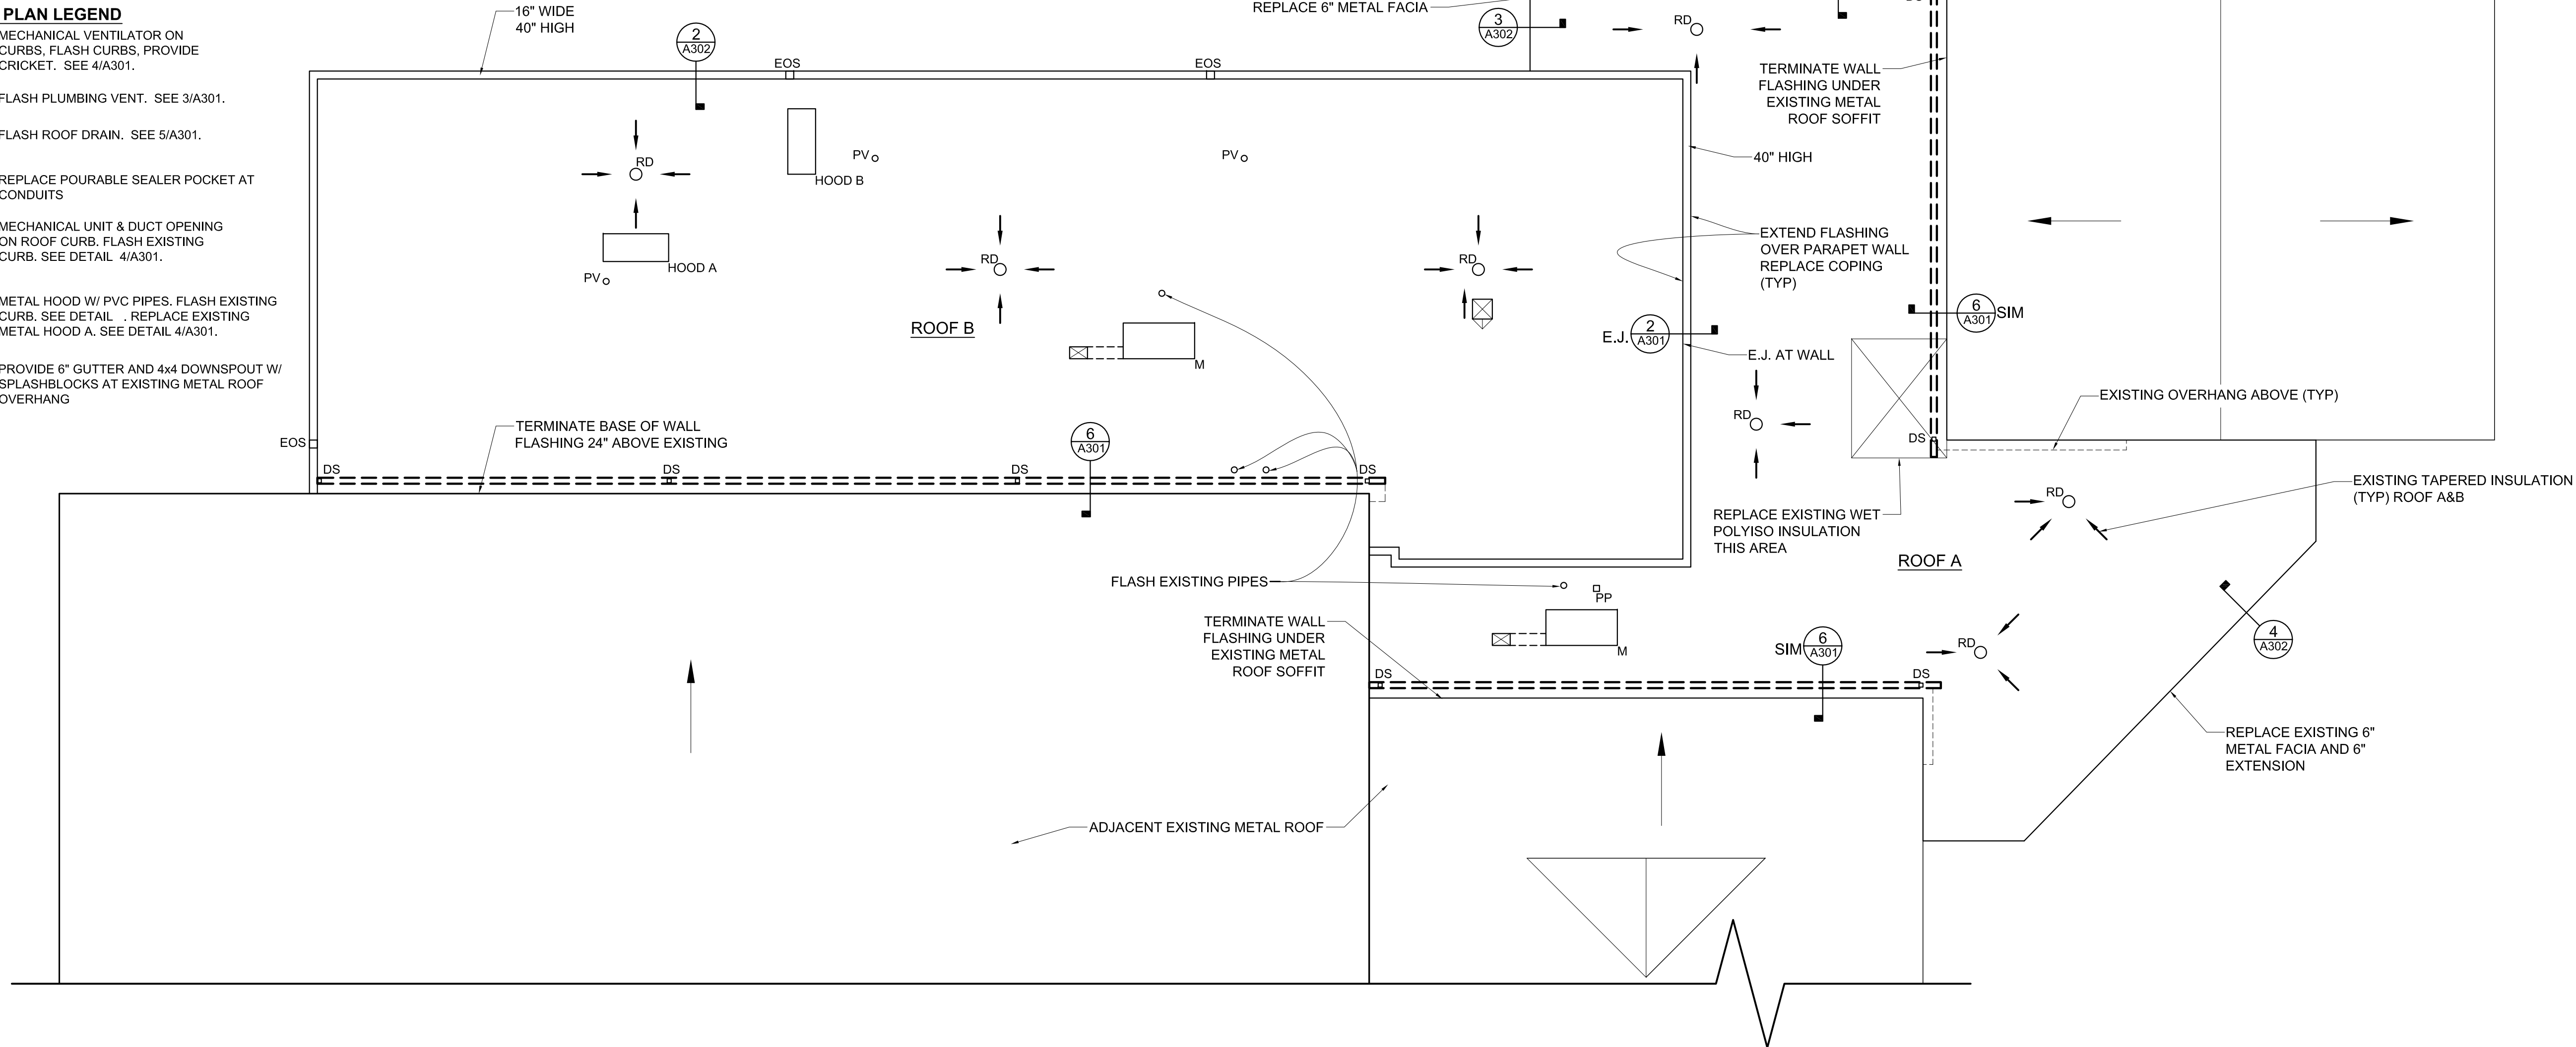 PLAN LEGEND
MECHANICAL VENTILATOR ON
CURBS, FLASH CURBS, PROVIDE
CRICKET. SEE 4/A301.
FLASH PLUMBING VENT. SEE 3/A301.
FLASH ROOF DRAIN. SEE 5/A301.
REPLACE POURABLE SEALER POCKET AT
CONDUITS
MECHANICAL UNIT & DUCT OPENING
ON ROOF CURB. FLASH EXISTING
CURB. SEE DETAIL 4/A301.
METAL HOOD W/ PVC PIPES. FLASH EXISTING
CURB. SEE DETAIL . REPLACE EXISTING
METAL HOOD A. SEE DETAIL 4/A301.
PROVIDE 6" GUTTER AND 4x4 DOWNSPOUT W/
SPLASHBLOCKS AT EXISTING METAL ROOF
OVERHANG
16" WIDE
40" HIGH
2
A302
EOS
EOS
REPLACE 6" METAL FACIA
3
A302
RD
TERMINATE WALL
FLASHING UNDER
EXISTING METAL
ROOF SOFFIT
40" HIGH
RD
HOOD B
PV
PV
HOOD A
PV
RD
RD
ROOF B
M
EXTEND FLASHING
OVER PARAPET WALL
REPLACE COPING
(TYP)
E.J.
2
A301
E.J. AT WALL
6
A301
SIM
RD
EXISTING OVERHANG ABOVE (TYP)
DS
EOS
TERMINATE BASE OF WALL
FLASHING 24" ABOVE EXISTING
6
A301
DS
DS
DS
DS
REPLACE EXISTING WET
POLYISO INSULATION
THIS AREA
RD
EXISTING TAPERED INSULATION
(TYP) ROOF A&B
ROOF A
FLASH EXISTING PIPES
PP
M
TERMINATE WALL
FLASHING UNDER
EXISTING METAL
ROOF SOFFIT
SIM
6
A301
RD
4
A302
DS
DS
REPLACE EXISTING 6"
METAL FACIA AND 6"
EXTENSION
ADJACENT EXISTING METAL ROOF